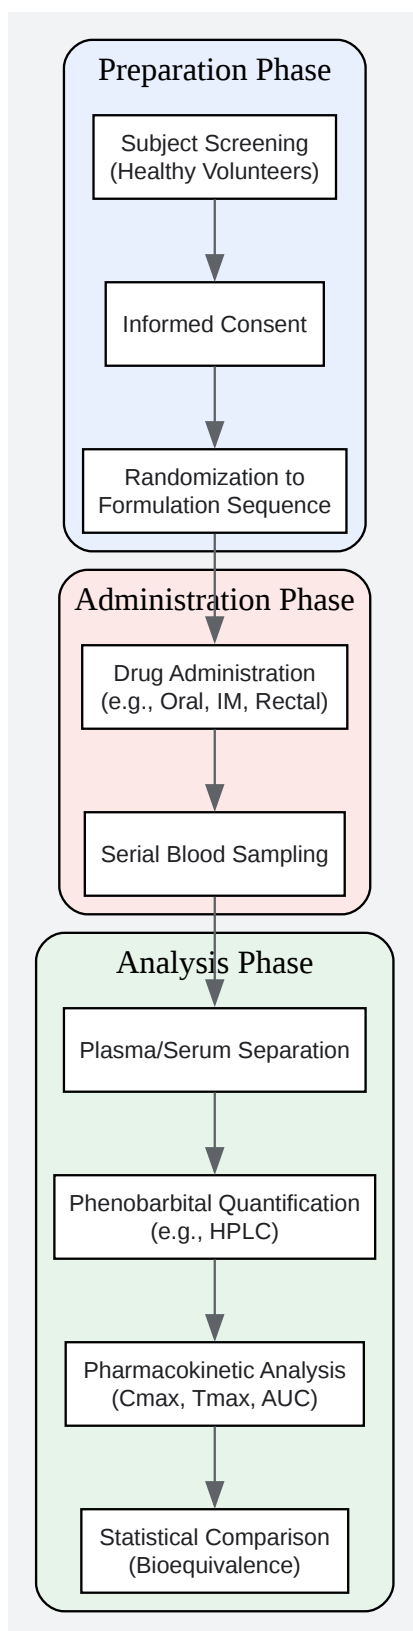 Preparation Phase
Subject Screening
(Healthy Volunteers)
Informed Consent
Randomization to
Formulation Sequence
Administration Phase
Drug Administration
(e.g., Oral, IM, Rectal)
Serial Blood Sampling
Analysis Phase
Plasma/Serum Separation
Phenobarbital Quantification
(e.g., HPLC)
Pharmacokinetic Analysis
(Cmax, Tmax, AUC)
Statistical Comparison
(Bioequivalence)